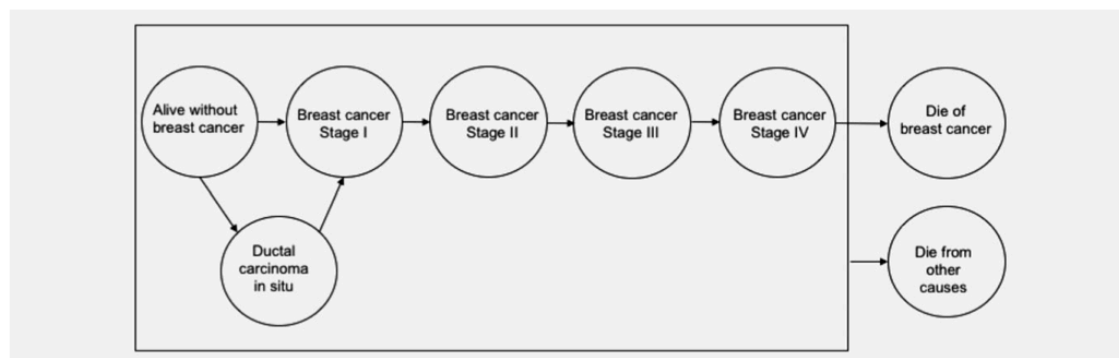 Alive without
breast cancer
Breast cancer
Stage I
Breast cancer
Stage II
Breast cancer
Stage III
Breast cancer
Stage IV
Die of
breast cancer
Ductal
carcinoma
in situ
Die from
other
causes